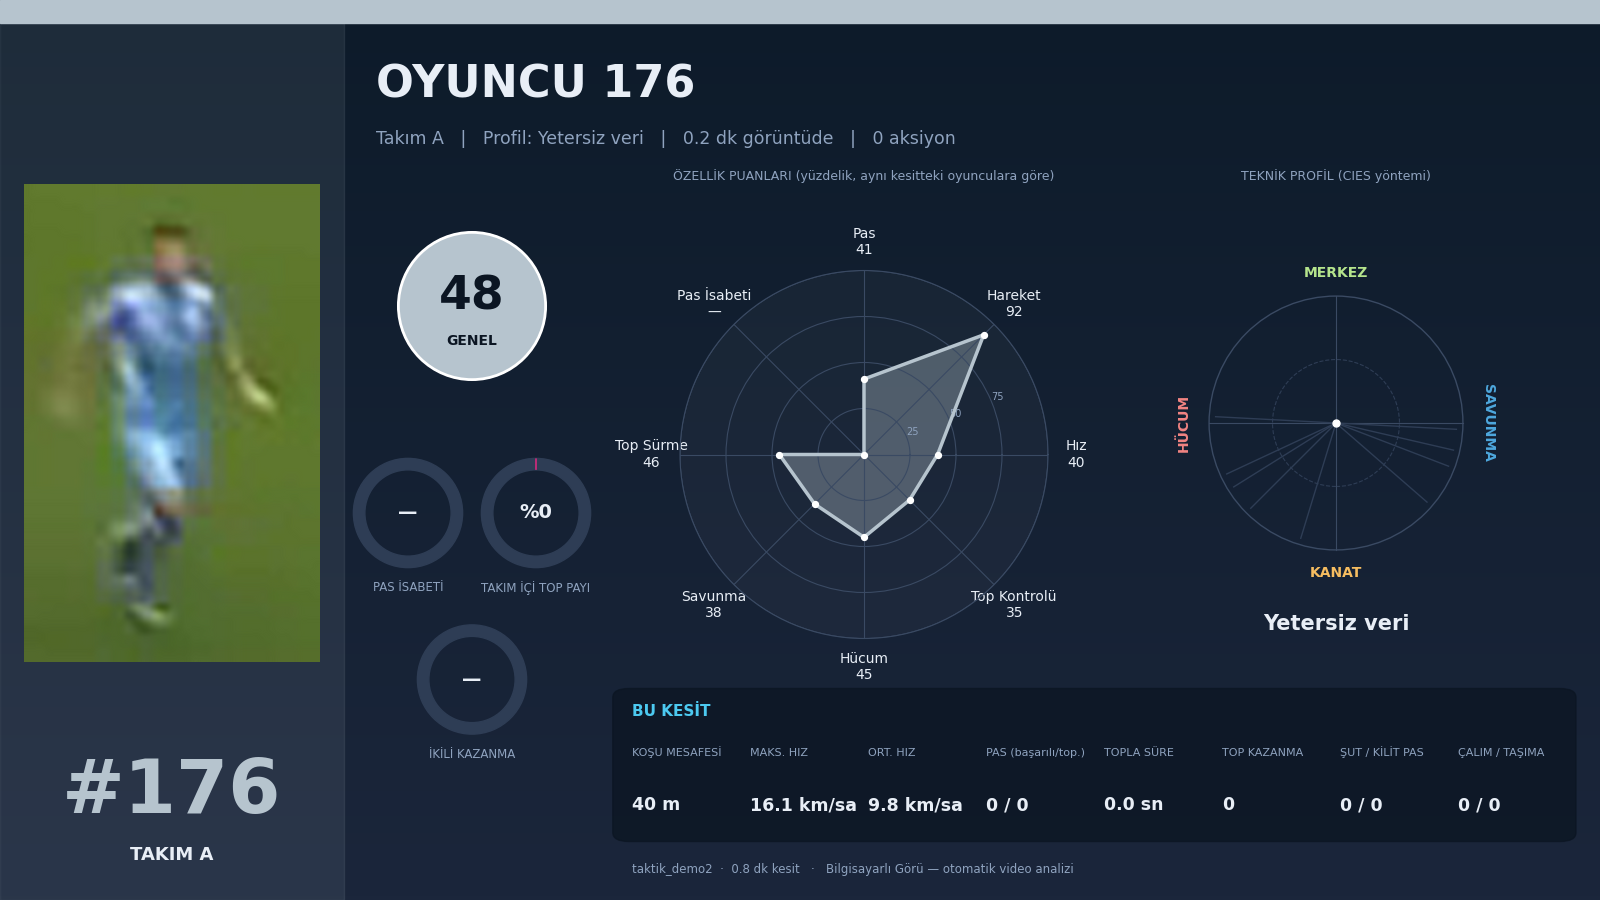 OYUNCU 176
Takım A | Profil: Yetersiz veri | 0.2 dk görüntüde | 0 aksiyon
ÖZELLİK PUANLARI (yüzdelik, aynı kesitteki oyunculara göre)
TEKNİK PROFİL (CIES yöntemi)
48
GENEL
—
PAS İSABETİ
%0
TAKIM İÇİ TOP PAYI
—
İKİLİ KAZANMA
Pas
41
Pas İsabeti
—
Hareket
92
Top Sürme
46
Hız
40
Savunma
38
Top Kontrolü
35
Hücum
45
25
50
75
MERKEZ
HÜCUM
SAVUNMA
KANAT
Yetersiz veri
BU KESİT
KOŞU MESAFESİ MAKS. HIZ ORT. HIZ PAS (başarılı/top.) TOPLA SÜRE TOP KAZANMA ŞUT / KİLİT PAS ÇALIM / TAŞIMA
40 m 16.1 km/sa 9.8 km/sa 0 / 0 0.0 sn 0 0 / 0 0 / 0
taktik_demo2 · 0.8 dk kesit · Bilgisayarlı Görü — otomatik video analizi
#176
TAKIM A